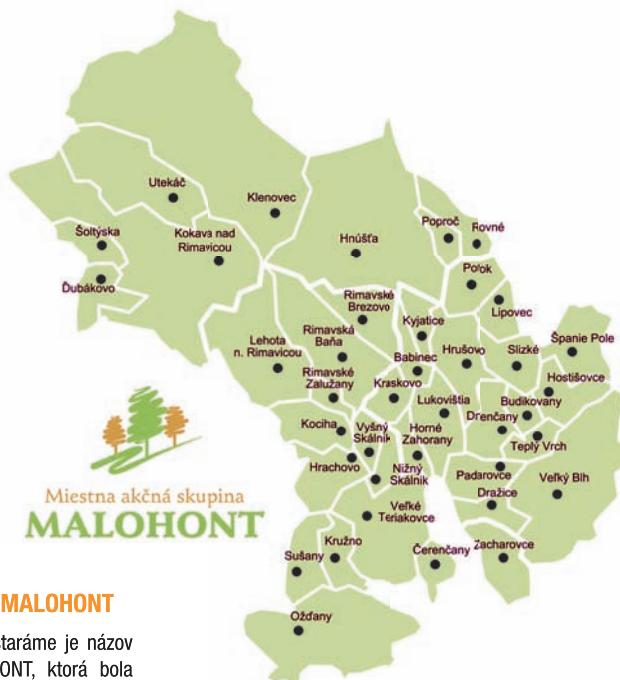 Utekáč
Klenovec
Šoltýska
Kokava nad
Rimavicou
Ďubákovo
Hnúšťa
Poproč
Rovné
Potok
Lipovec
Rimavské
Brezovo
Kyjatice
Rimavská
Baňa
Lehota
n. Rimavicou
Babinec
Hrušovo
Slizké
Španie Pole
Rimavské
Zalužany
Kraskovo
Hostišovce
Lukovištia
Budikovany
Drenčany
Kociha
Vyšný
Skálnik
Horné
Zahorany
Teplý Vrch
Hrachovo
Nižný
Skálnik
Padarovce
Veľký Blh
Dražice
Veľké
Teriakovce
Kružno
Sušany
Čerenčany
Zacharovce
Ožďany
Miestna akčná skupina
MALOHONT
MALOHONT
staráme je názov
ONT, ktorá bola